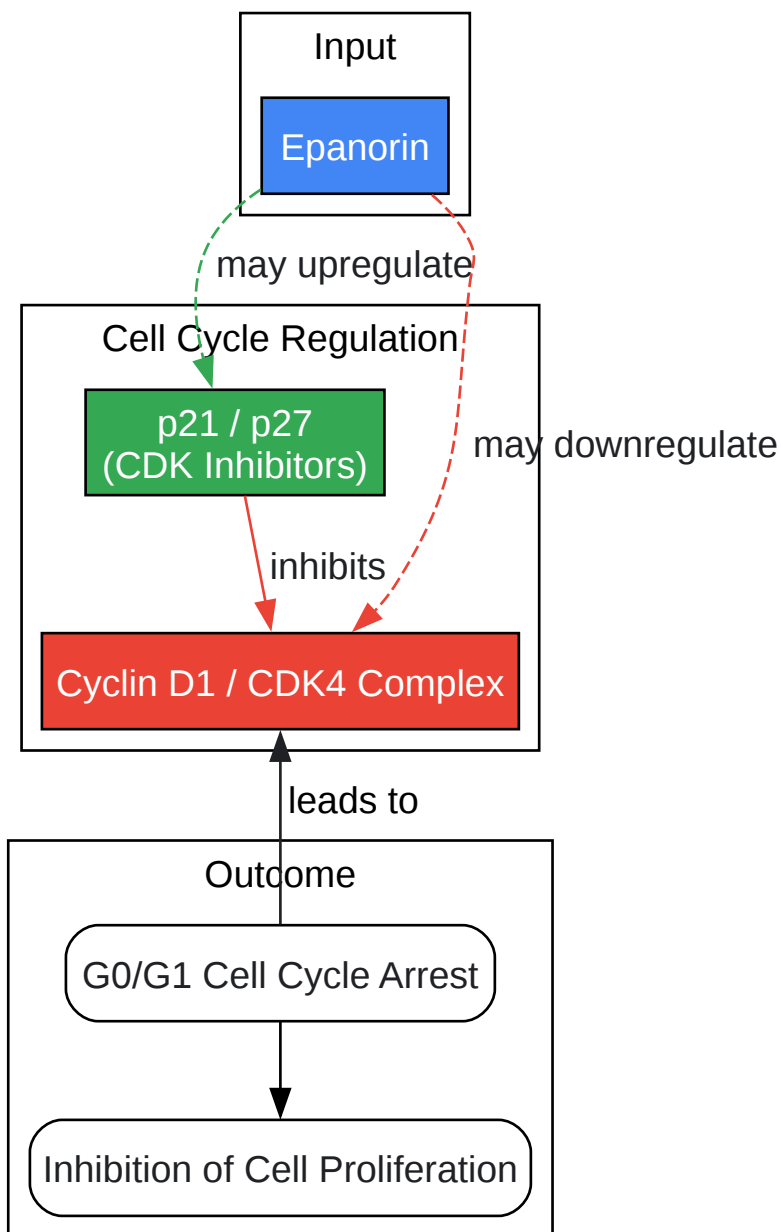 Input
Epanorin
may upregulate
Cell Cycle Regulation
p21 / p27
(CDK Inhibitors)
may downregulate
inhibits
Cyclin D1 / CDK4 Complex
leads to
Outcome
G0/G1 Cell Cycle Arrest
Inhibition of Cell Proliferation